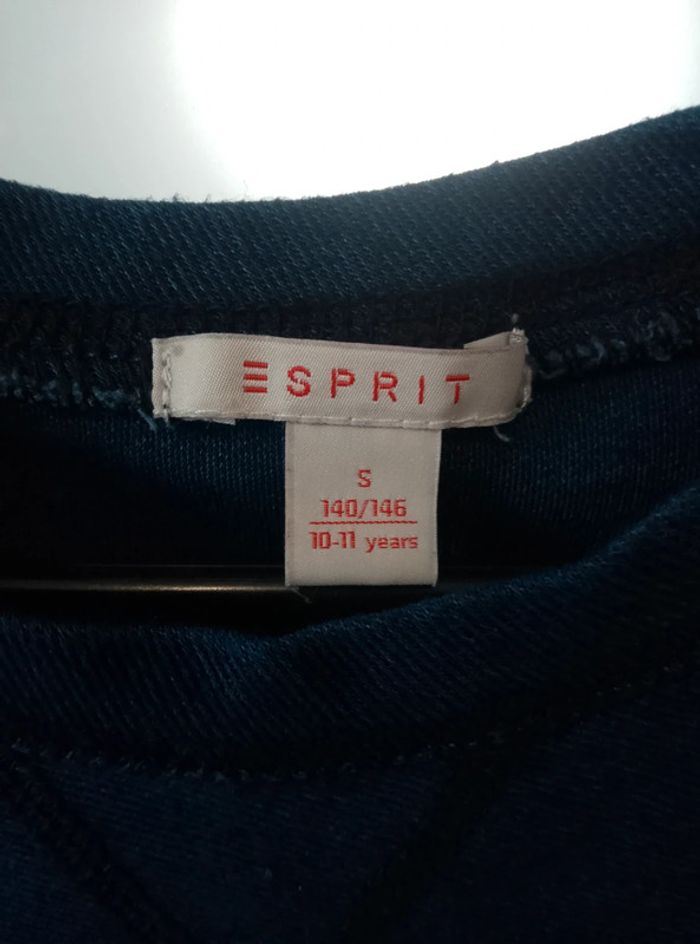 ESPRIT
S
140/146
10-11 years